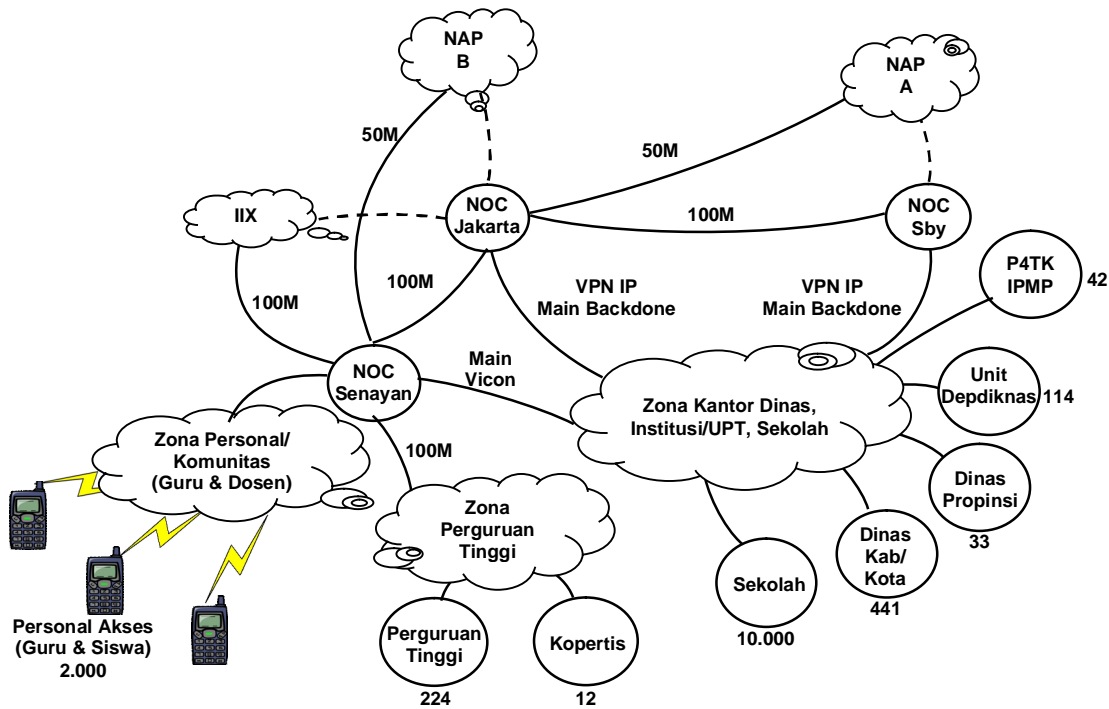 NAP
B
NAP
A
50M
50M
IIX
NOC
Jakarta
100M
NOC
Sby
P4TK
IPMP
42
100M
100M
VPN IP
Main Backdone
VPN IP
Main Backdone
NOC
Senayan
Main
Vicon
Unit
Depdiknas
114
Zona Kantor Dinas,
Institusi/UPT, Sekolah
Zona Personal/
Komunitas
(Guru & Dosen)
100M
Dinas
Propinsi
33
Zona
Perguruan
Tinggi
Dinas
Kab/
Kota
441
Sekolah
10.000
Personal Akses
(Guru & Siswa)
2.000
Perguruan
Tinggi
224
Kopertis
12